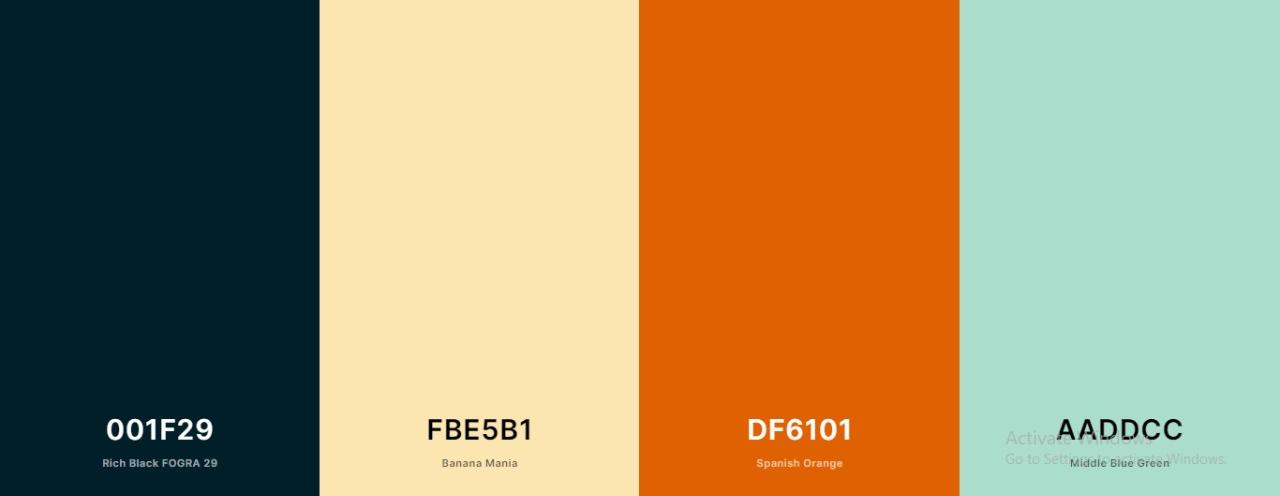 001F29
Rich Black FOGRA 29
FBE5B1
Banana Mania
DF6101
Spanish Orange
AADDCC
Middle Blue Green
Activate Windows
Go to Settings to activate Windows.